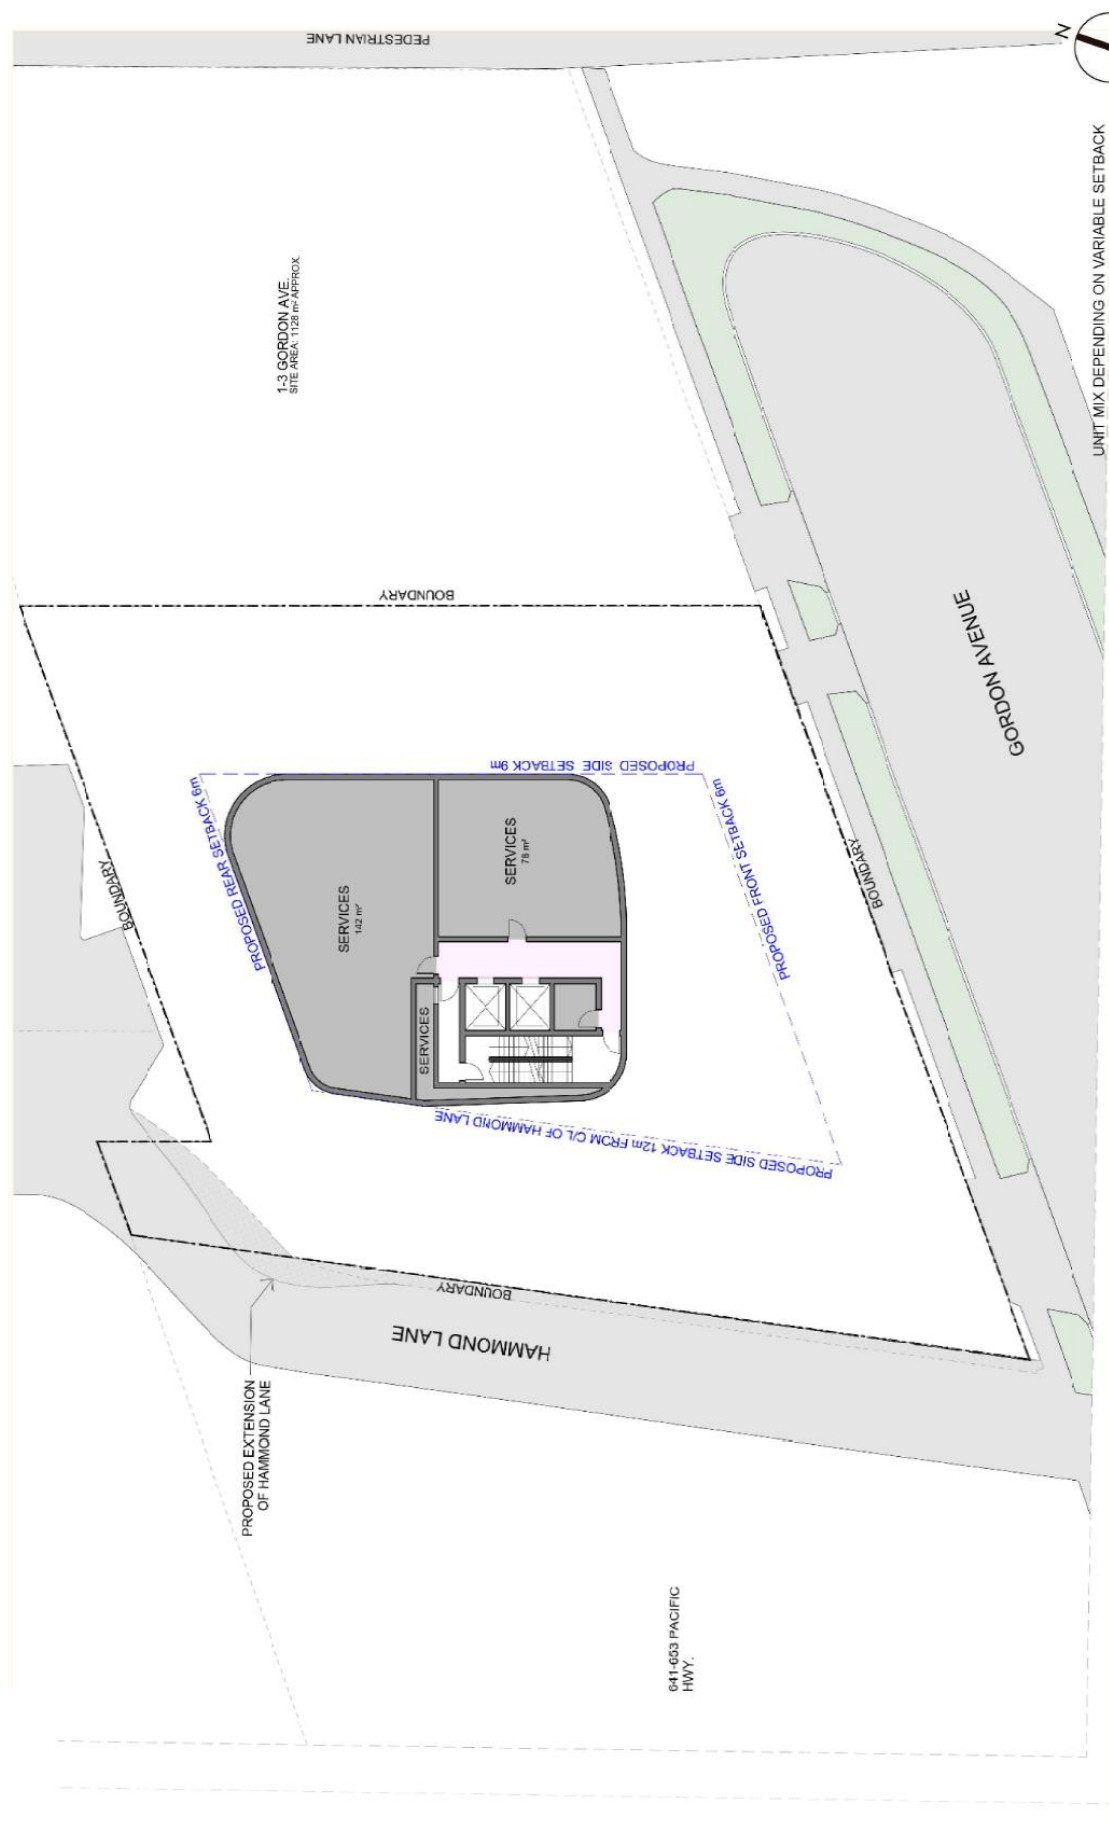 PEDESTRIAN LANE
N
UNIT MIX DEPENDING ON VARIABLE SETBACK
1-3 GORDON AVE.
SITE AREA: 1128 m² APPROX.
BOUNDARY
GORDON AVENUE
PROPOSED SIDE SETBACK 9m
PROPOSED REAR SETBACK 6m
PROPOSED FRONT SETBACK 6m
BOUNDARY
BOUNDARY
SERVICES
78 m²
SERVICES
142 m²
SERVICES
PROPOSED SIDE SETBACK 12m FROM C/L OF HAMMOND LANE
BOUNDARY
HAMMOND LANE
PROPOSED EXTENSION
OF HAMMOND LANE
641-653 PACIFIC
HWY.